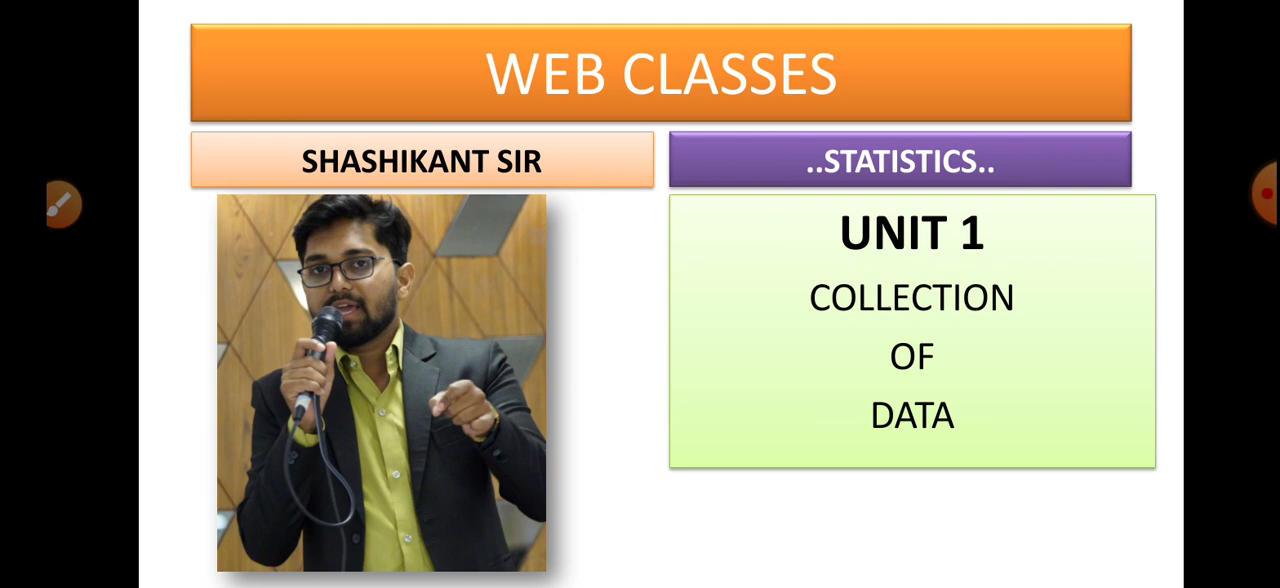 WEB CLASSES
SHASHIKANT SIR
..STATISTICS..
UNIT 1
COLLECTION
OF
DATA